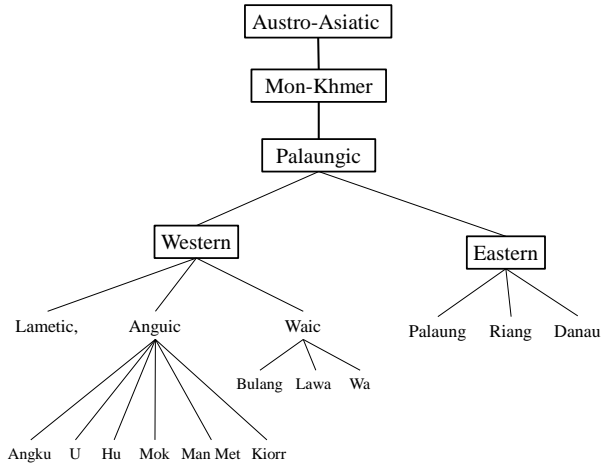 Austro-Asiatic
Mon-Khmer
Palaungic
Western
Eastern
Lametic, Anguic Waic
Palaung Riang Danau
Bulang Lawa Wa
Angku U Hu Mok Man Met Kiorr